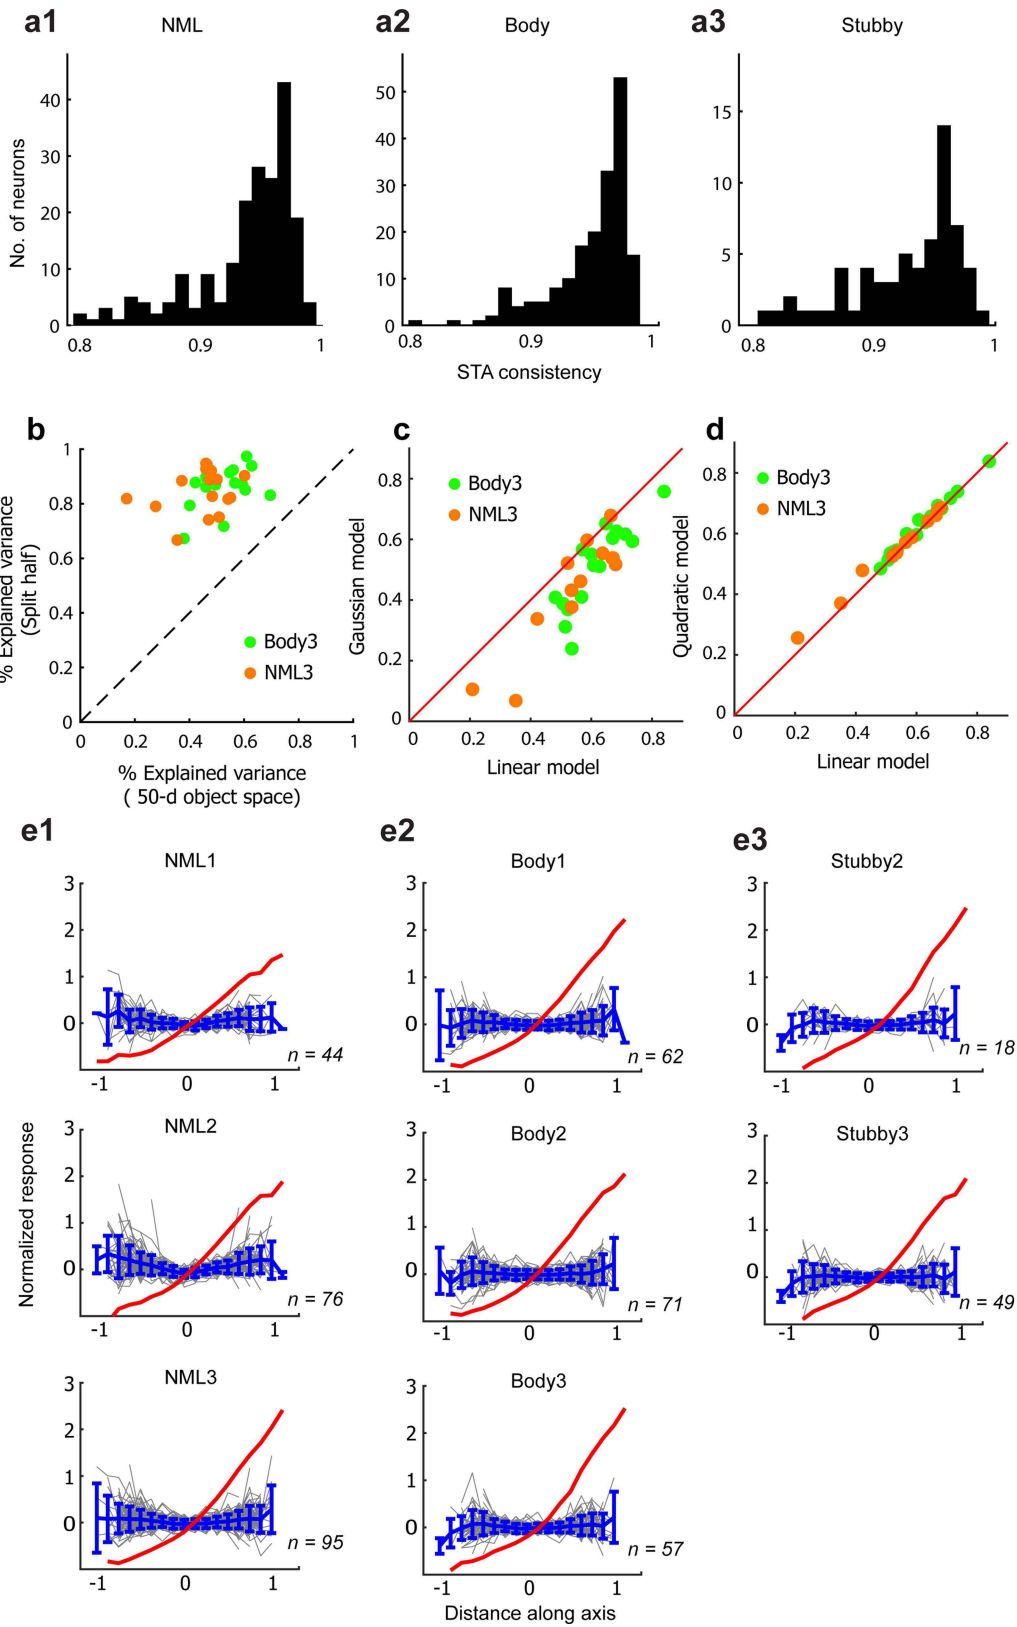 a1 NML
a2 Body
a3 Stubby
No. of neurons
40
30
20
10
0
0.8 0.9 1
50
40
30
20
10
0
0.8 0.9 1
15
10
5
0
0.8 0.9 1
STA consistency
b
% Explained variance
(Split half)
1
0.8
0.6
0.4
0.2
0
Body3
NML3
0 0.2 0.4 0.6 0.8 1
% Explained variance
( 50-d object space)
c
Gaussian model
0.8
0.6
0.4
0.2
0
Body3
NML3
0 0.2 0.4 0.6 0.8
Linear model
d
Quadratic model
0.8
0.6
0.4
0.2
0
Body3
NML3
0 0.2 0.4 0.6 0.8
Linear model
e1
NML1
3
2
1
0
n = 44
-1 0 1
e2
Body1
3
2
1
0
n = 62
-1 0 1
e3
Stubby2
3
2
1
0
n = 18
-1 0 1
Normalized response
NML2
3
2
1
0
n = 76
-1 0 1
Body2
3
2
1
0
n = 71
-1 0 1
Stubby3
3
2
1
0
n = 49
-1 0 1
NML3
3
2
1
0
n = 95
-1 0 1
Body3
3
2
1
0
n = 57
-1 0 1
Distance along axis